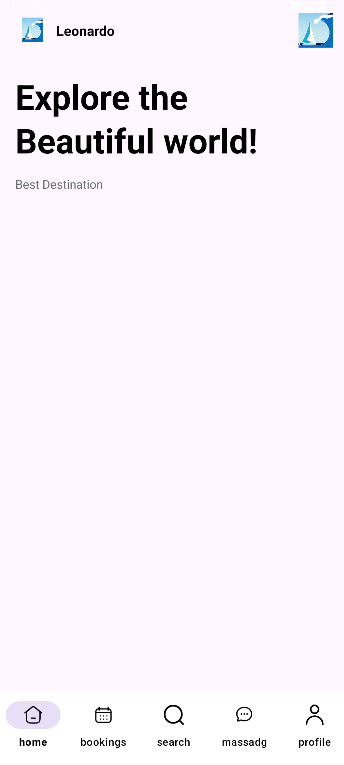 Leonardo
Explore the
Beautiful world!
Best Destination
home bookings search massadg profile